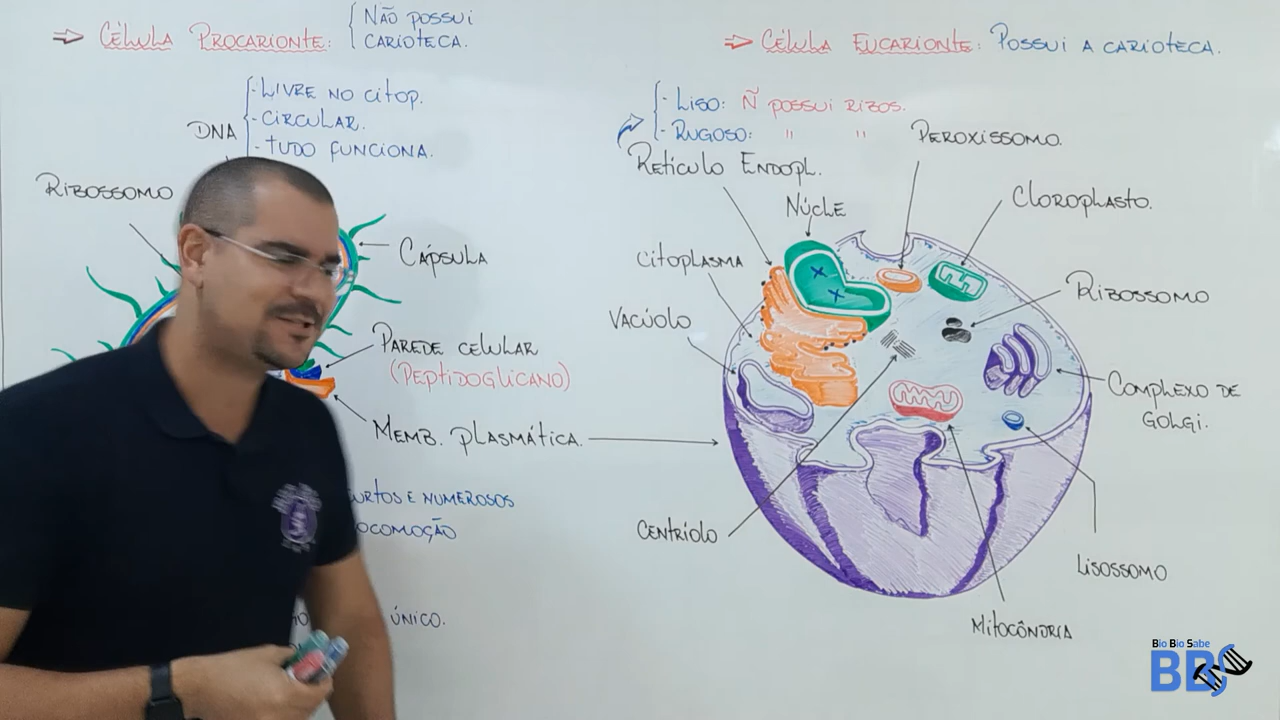 ⇒ Célula Procarionte: { Não possui
carioteca.
DNA { - Livre no citop.
- Circular.
- Tudo funciona.
Ribossomo
Cápsula
Parede celular
(Peptidoglicano)
Memb. plasmática.
urtos e numerosos
ocomoção
único.
⇒ Célula Eucarionte: Possui a carioteca.
- Liso: Ñ possui ribos.
- Rugoso: " "
Retículo Endopl.
Peroxissomo.
Núcle
Cloroplasto.
Citoplasma
Ribossomo
Vacúolo
Complexo de
Golgi.
Centríolo
Lisossomo
Mitocôndria
Bio Bio Sabe
BBS